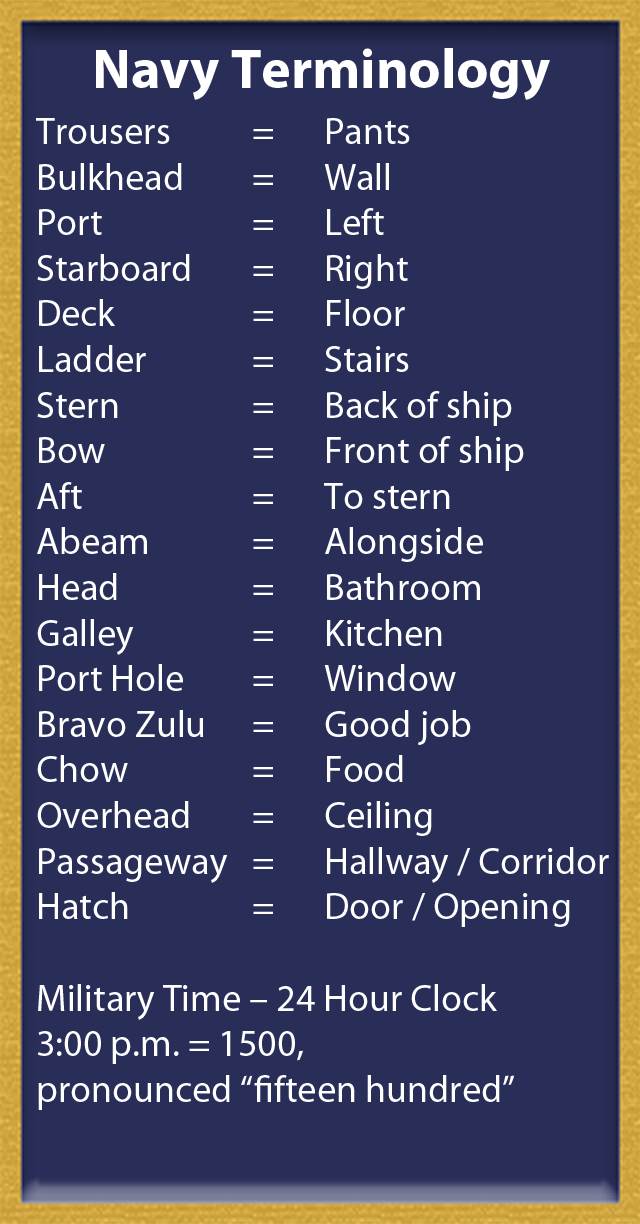 Navy Terminology
Trousers = Pants
Bulkhead = Wall
Port = Left
Starboard = Right
Deck = Floor
Ladder = Stairs
Stern = Back of ship
Bow = Front of ship
Aft = To stern
Abeam = Alongside
Head = Bathroom
Galley = Kitchen
Port Hole = Window
Bravo Zulu = Good job
Chow = Food
Overhead = Ceiling
Passageway = Hallway / Corridor
Hatch = Door / Opening
Military Time – 24 Hour Clock
3:00 p.m. = 1500,
pronounced “fifteen hundred”